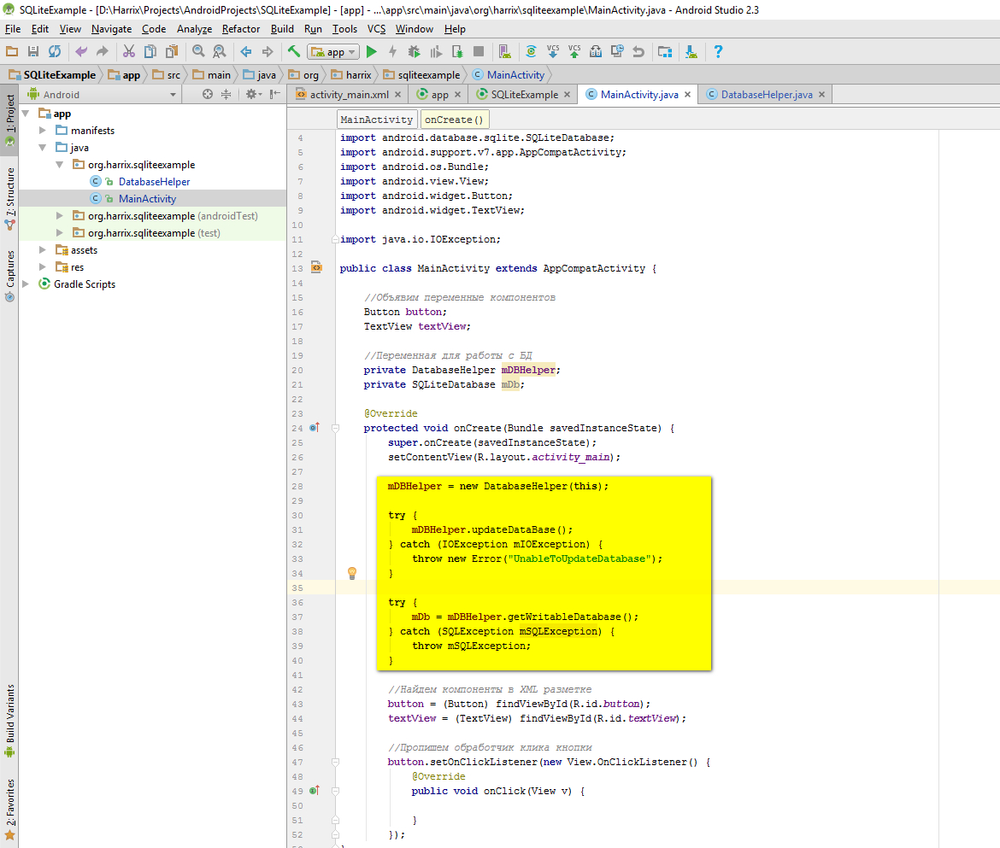 SQLiteExample - [D:\Harrix\Projects\AndroidProjects\SQLiteExample] - [app] - ...\app\src\main\java\org\harrix\sqliteexample\MainActivity.java - Android Studio 2.3
File Edit View Navigate Code Analyze Refactor Build Run Tools VCS Window Help
app
VCS VCS
SQLiteExample app src main java org harrix sqliteexample MainActivity
Android
activity_main.xml app SQLiteExample MainActivity.java DatabaseHelper.java
1: Project
7: Structure
Captures
Build Variants
2: Favorites
app
manifests
java
org.harrix.sqliteexample
DatabaseHelper
MainActivity
org.harrix.sqliteexample (androidTest)
org.harrix.sqliteexample (test)
assets
res
Gradle Scripts
MainActivity onCreate()
4 import android.database.sqlite.SQLiteDatabase;
5 import android.support.v7.app.AppCompatActivity;
6 import android.os.Bundle;
7 import android.view.View;
8 import android.widget.Button;
9 import android.widget.TextView;
10
11 import java.io.IOException;
12
13 public class MainActivity extends AppCompatActivity {
14
15 //Объявим переменные компонентов
16 Button button;
17 TextView textView;
18
19 //Переменная для работы с БД
20 private DatabaseHelper mDBHelper;
21 private SQLiteDatabase mDb;
22
23 @Override
24 protected void onCreate(Bundle savedInstanceState) {
25 super.onCreate(savedInstanceState);
26 setContentView(R.layout.activity_main);
27
28 mDBHelper = new DatabaseHelper(this);
29
30 try {
31 mDBHelper.updateDataBase();
32 } catch (IOException mIOException) {
33 throw new Error("UnableToUpdateDatabase");
34 }
35
36 try {
37 mDb = mDBHelper.getWritableDatabase();
38 } catch (SQLException mSQLException) {
39 throw mSQLException;
40 }
41
42 //Найдем компоненты в XML разметке
43 button = (Button) findViewById(R.id.button);
44 textView = (TextView) findViewById(R.id.textView);
45
46 //Пропишем обработчик клика кнопки
47 button.setOnClickListener(new View.OnClickListener() {
48 @Override
49 public void onClick(View v) {
50
51 }
52 });